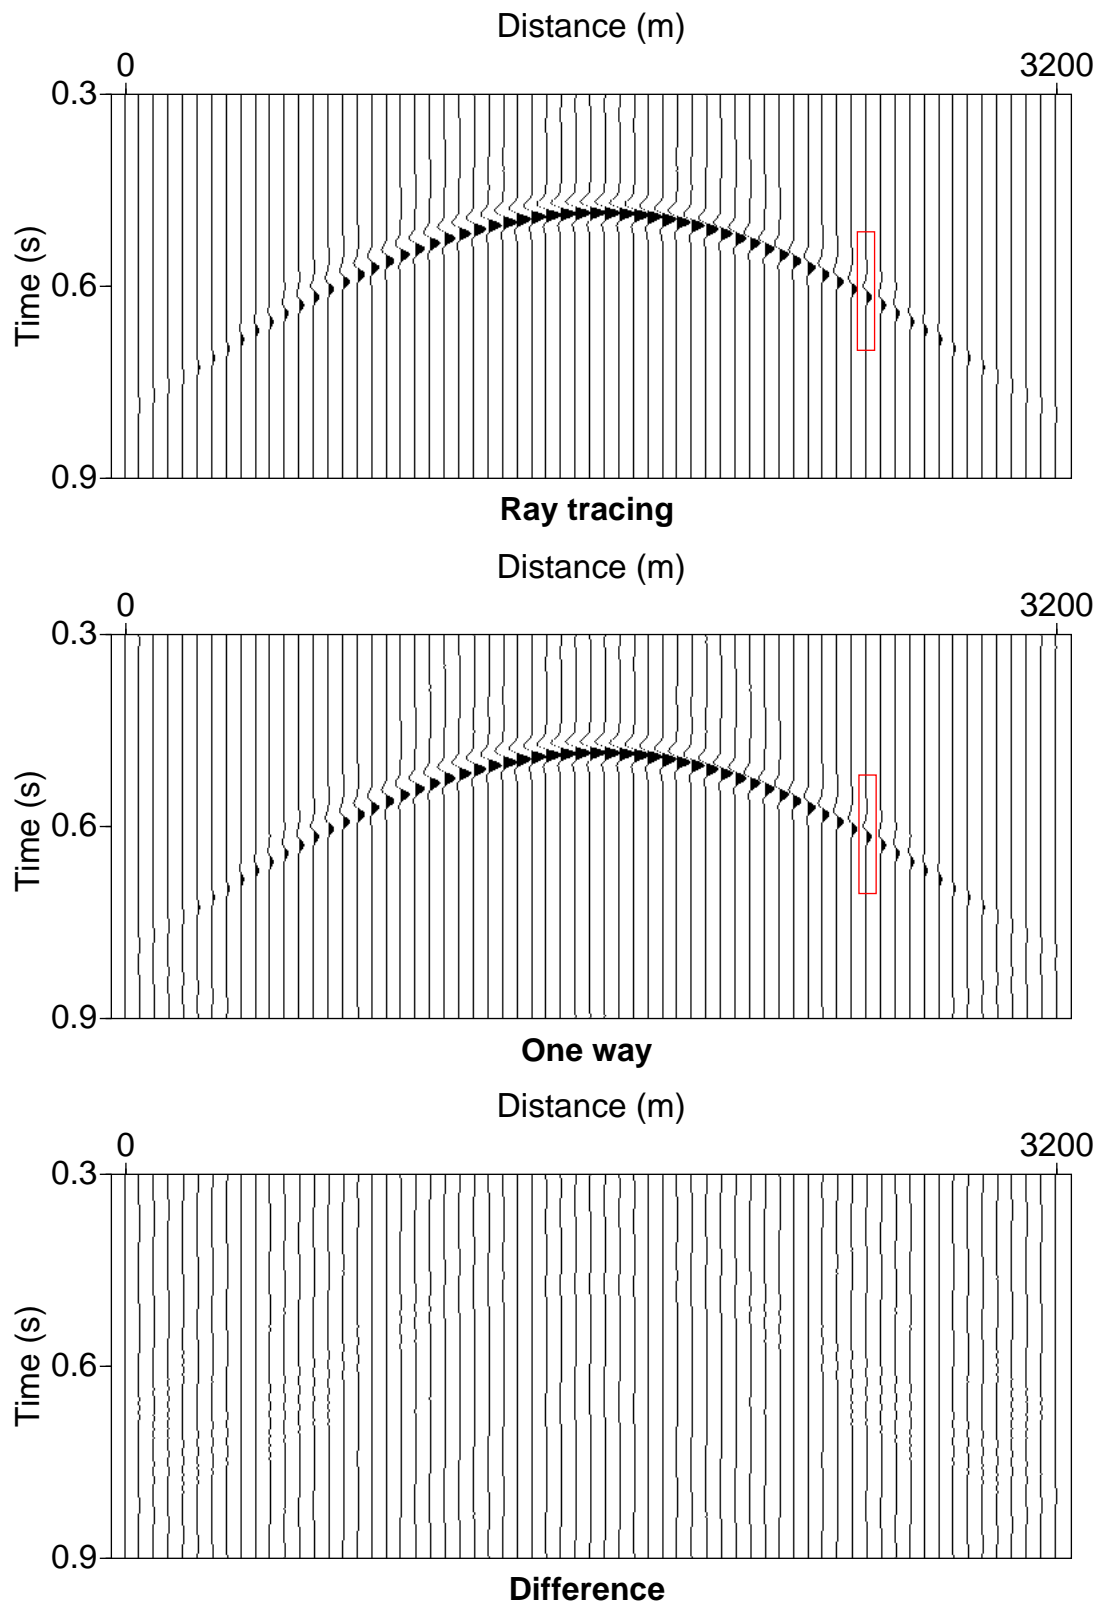 Distance (m)
0 3200
0.3
Time (s)
0.6
0.9
Ray tracing
Distance (m)
0 3200
0.3
Time (s)
0.6
0.9
One way
Distance (m)
0 3200
0.3
Time (s)
0.6
0.9
Difference